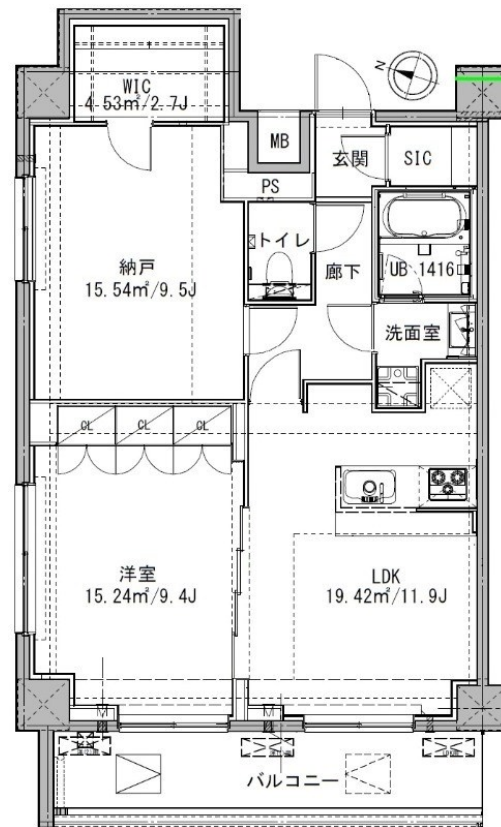 N
WIC
4.53㎡/2.7J
MB
玄関
SIC
PS
トイレ
納戸
15.54㎡/9.5J
廊下
UB 1416
洗面室
CL
CL
CL
洋室
15.24㎡/9.4J
LDK
19.42㎡/11.9J
バルコニー